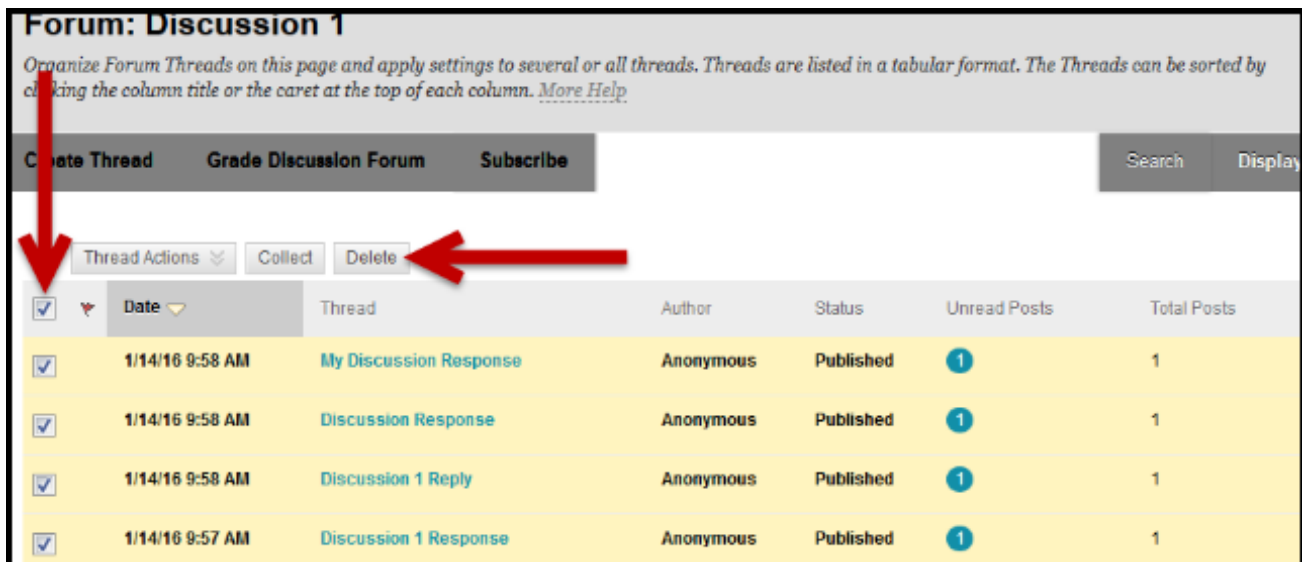 Forum: Discussion 1
Organize Forum Threads on this page and apply settings to several or all threads. Threads are listed in a tabular format. The Threads can be sorted by
clicking the column title or the caret at the top of each column. More Help
Create Thread Grade Discussion Forum Subscribe Search Display
Thread Actions Collect Delete
Date Thread Author Status Unread Posts Total Posts
1/14/16 9:58 AM My Discussion Response Anonymous Published 1 1
1/14/16 9:58 AM Discussion Response Anonymous Published 1 1
1/14/16 9:58 AM Discussion 1 Reply Anonymous Published 1 1
1/14/16 9:57 AM Discussion 1 Response Anonymous Published 1 1